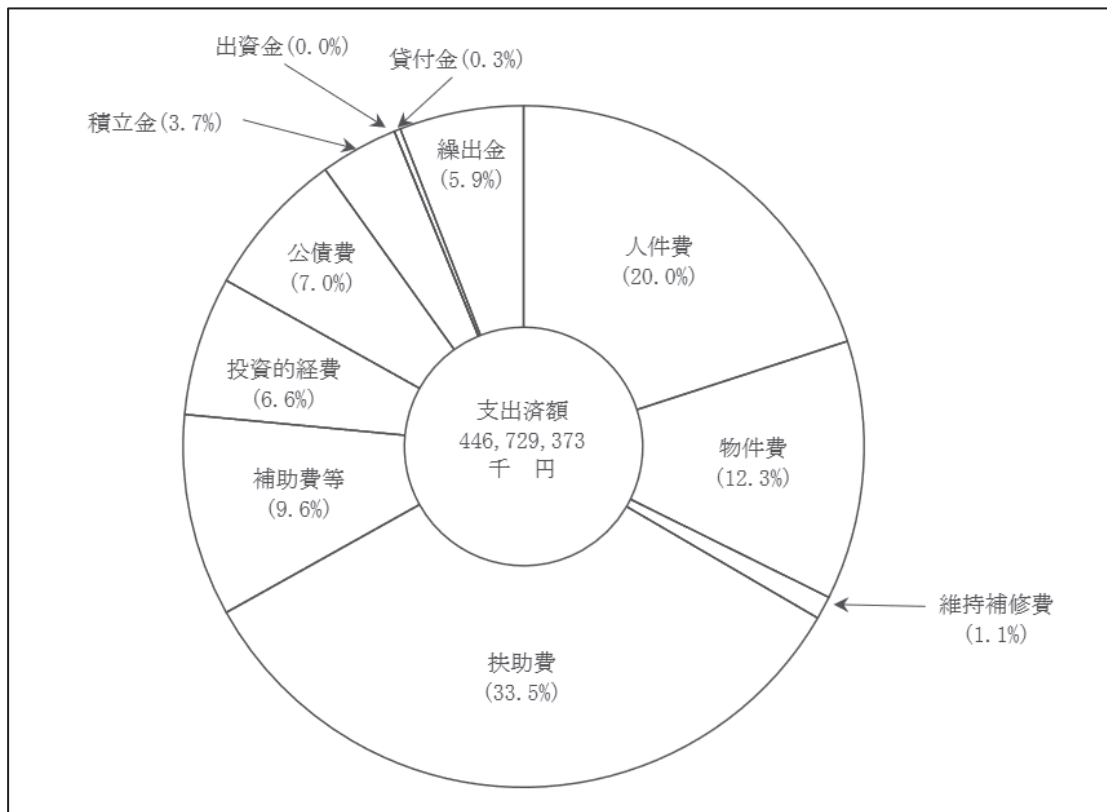 出資金(0.0%)
貸付金(0.3%)
積立金(3.7%)
繰出金
(5.9%)
人件費
(20.0%)
公債費
(7.0%)
投資的経費
(6.6%)
支出済額
446,729,373
千　円
物件費
(12.3%)
補助費等
(9.6%)
維持補修費
(1.1%)
扶助費
(33.5%)